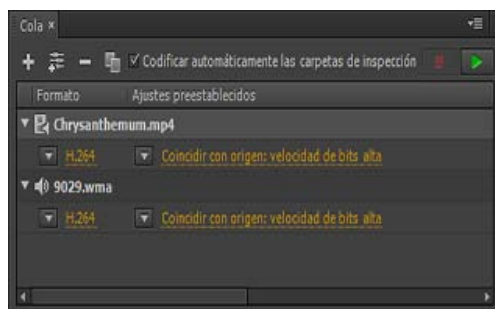 Cola ×
Codificar automáticamente las carpetas de inspección
Formato Ajustes preestablecidos
Chrysanthemum.mp4
H.264 Coincidir con origen: velocidad de bits alta
9029.wma
H.264 Coincidir con origen: velocidad de bits alta